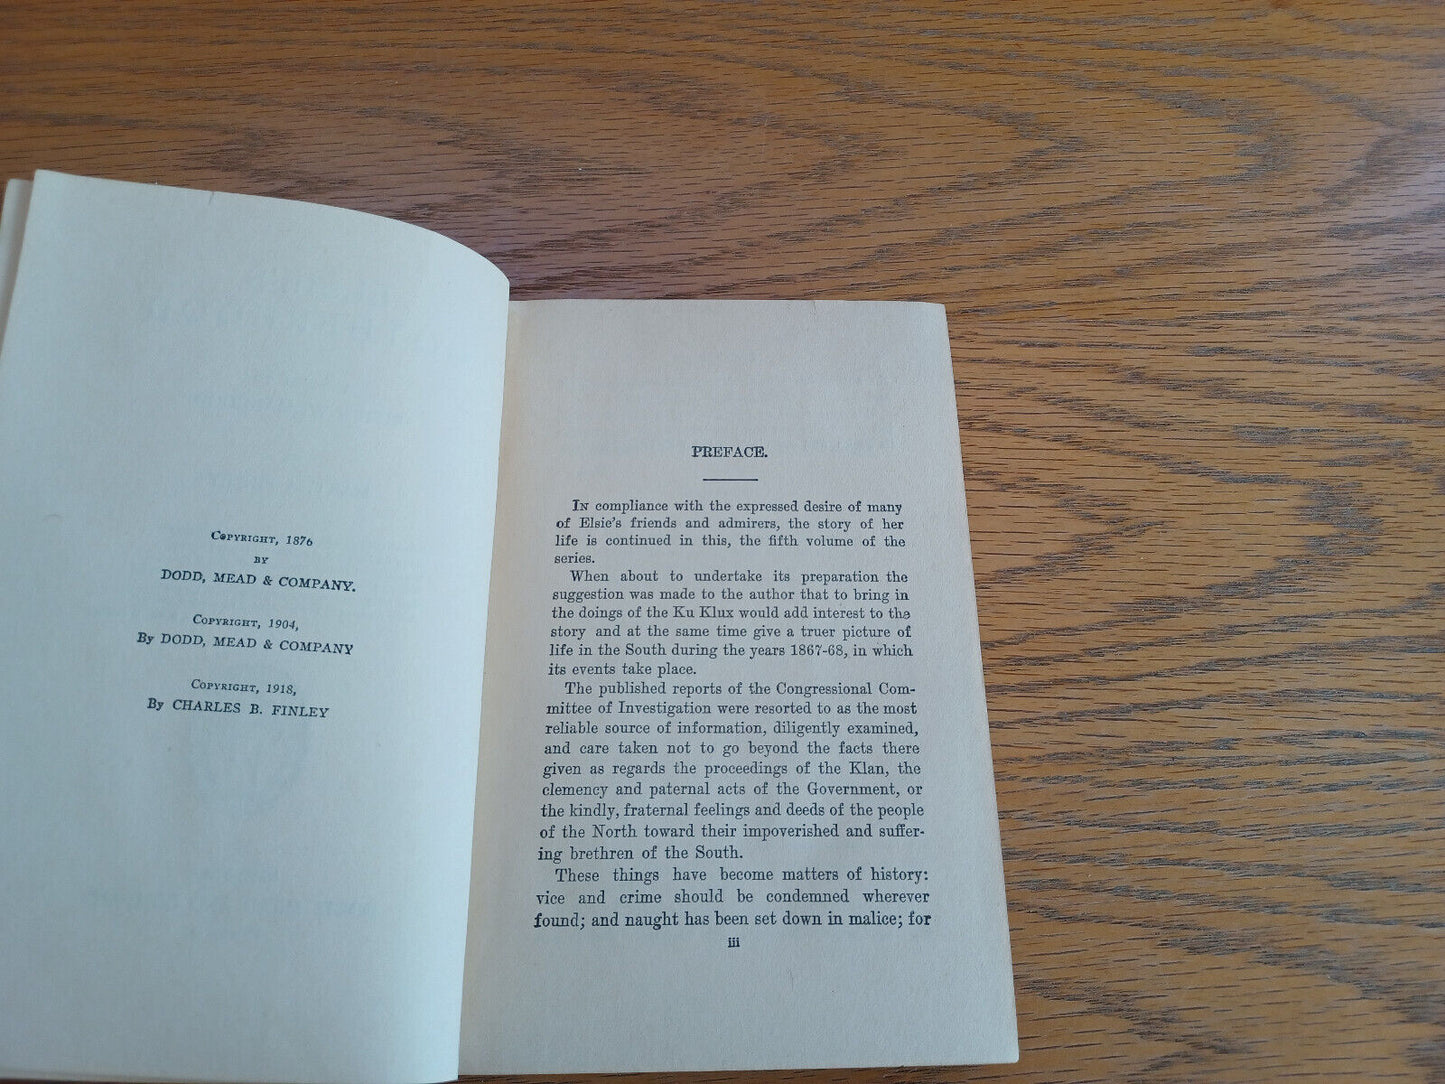 Copyright, 1876
BY
DODD, MEAD & COMPANY.
Copyright, 1904,
By DODD, MEAD & COMPANY
Copyright, 1918,
By CHARLES B. FINLEY
PREFACE.
In compliance with the expressed desire of many
of Elsie's friends and admirers, the story of her
life is continued in this, the fifth volume of the
series.
When about to undertake its preparation the
suggestion was made to the author that to bring in
the doings of the Ku Klux would add interest to the
story and at the same time give a truer picture of
life in the South during the years 1867-68, in which
its events take place.
The published reports of the Congressional Com-
mittee of Investigation were resorted to as the most
reliable source of information, diligently examined,
and care taken not to go beyond the facts there
given as regards the proceedings of the Klan, the
clemency and paternal acts of the Government, or
the kindly, fraternal feelings and deeds of the people
of the North toward their impoverished and suffer-
ing brethren of the South.
These things have become matters of history:
vice and crime should be condemned wherever
found; and naught has been set down in malice; for
iii